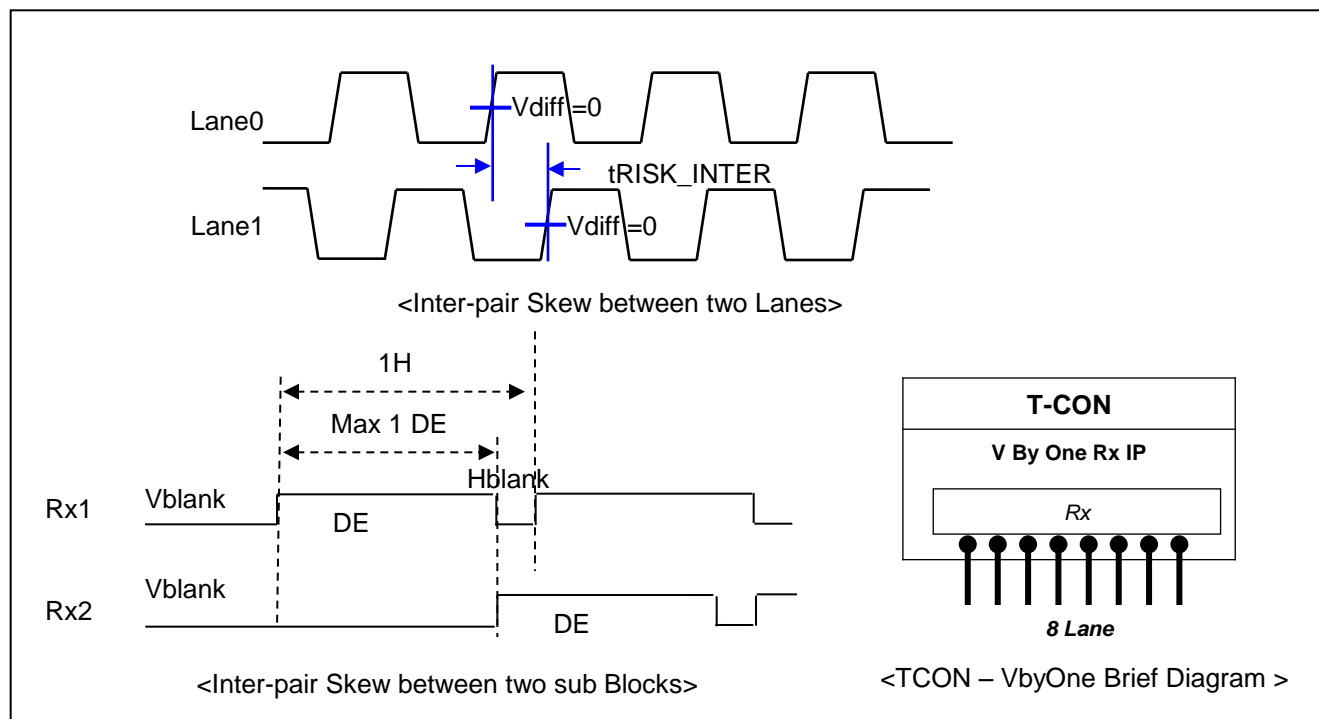 Lane0
Vdiff =0
tRISK_INTER
Lane1
Vdiff =0
<Inter-pair Skew between two Lanes>
1H
Max 1 DE
Hblank
Rx1
Vblank
DE
Rx2
Vblank
DE
<Inter-pair Skew between two sub Blocks>
T-CON
V By One Rx IP
Rx
8 Lane
<TCON – VbyOne Brief Diagram >